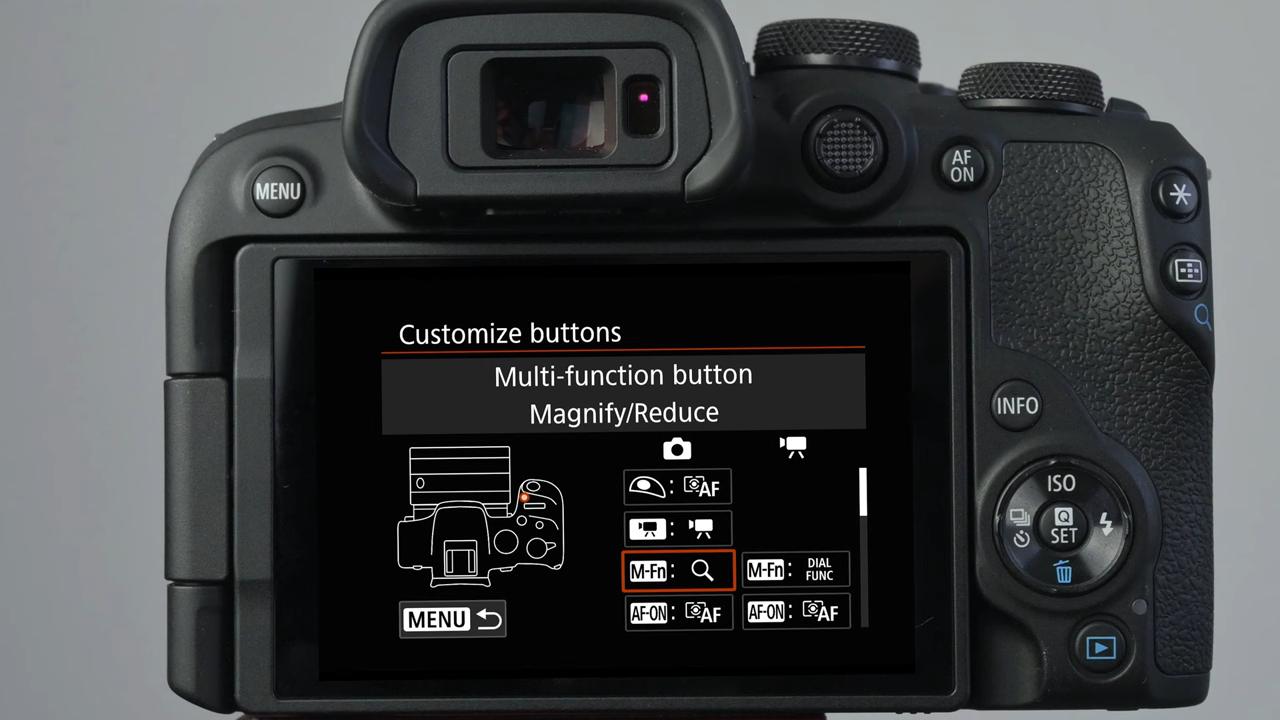 MENU
AF
ON
Customize buttons
Multi-function button
Magnify/Reduce
AF
M-Fn :
M-Fn : DIAL
FUNC
AF-ON : AF
AF-ON : AF
MENU
INFO
ISO
Q
SET